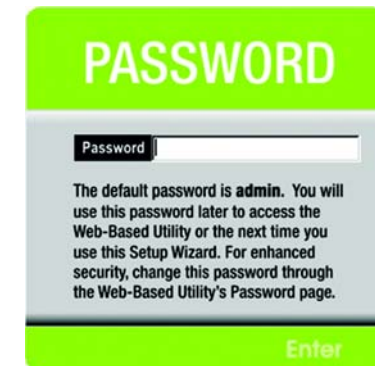 PASSWORD
Password
The default password is admin. You will
use this password later to access the
Web-Based Utility or the next time you
use this Setup Wizard. For enhanced
security, change this password through
the Web-Based Utility's Password page.
Enter